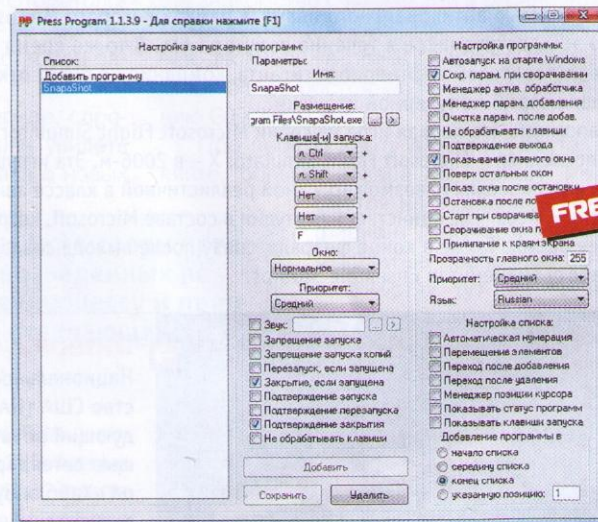 Press Program 1.1.3.9 - Для справки нажмите [F1]
Настройка запускаемых программ:
Список:
Добавить программу
SnapaShot
Параметры:
Имя:
SnapaShot
Размещение:
gram Files\SnapaShot.exe ... >
Клавиша(-и) запуска:
л. Ctrl +
л. Shift +
Нет
Нет
F
Окно:
Нормальное
Приоритет:
Средний
Звук: ... >
Запрещение запуска
Запрещение запуска копий
Перезапуск, если запущена
Закрытие, если запущена
Подтверждение запуска
Подтверждение перезапуска
Подтверждение закрытия
Не обрабатывать клавиши
Добавить
Сохранить Удалить
Настройка программы:
Автозапуск на старте Windows
Сохр. парам. при сворачивании
Менеджер актив. обработчика
Менеджер парам. добавления
Очистка парам. после добав.
Не обрабатывать клавиши
Подтверждение выхода
Показывание главного окна
Поверх остальных окон
Показ. окна после остановки
Остановка после
Старт при сворачива
Сворачивание окна
Прилипание к краям экрана
FRE
Прозрачность главного окна: 255
Приоритет: Средний
Язык: Russian
Настройка списка:
Автоматическая нумерация
Перемещение элементов
Переход после добавления
Переход после удаления
Менеджер позиции курсора
Показывать статус программ
Показывать клавиши запуска
Добавление программы в
начало списка
середину списка
конец списка
указанную позицию: 1